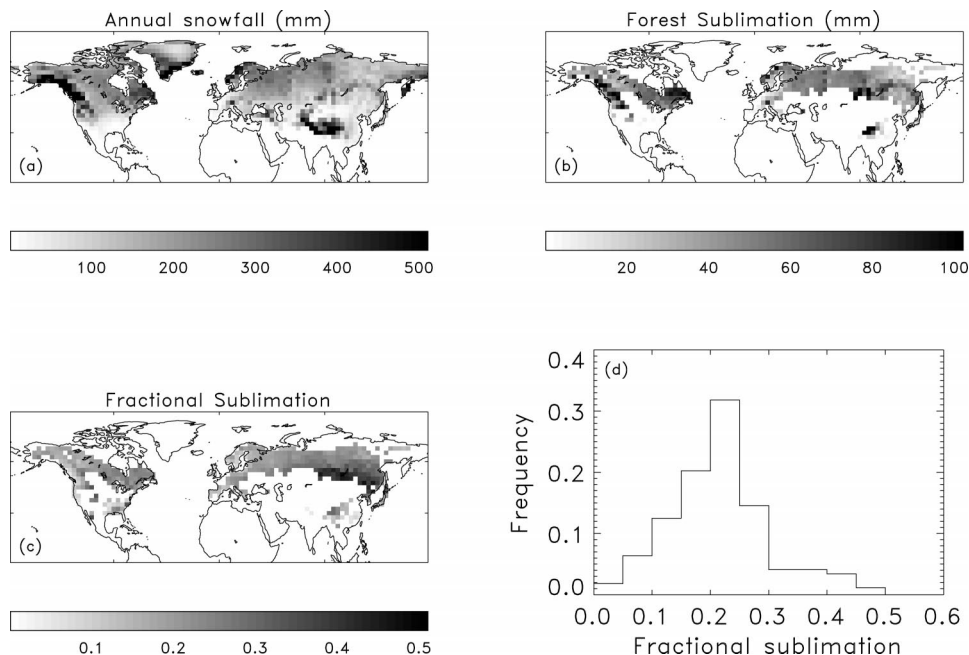 Annual snowfall (mm)
(a)
100 200 300 400 500
Forest Sublimation (mm)
(b)
20 40 60 80 100
Fractional Sublimation
(c)
0.1 0.2 0.3 0.4 0.5
(d)
Frequency
0.4
0.3
0.2
0.1
0.0
0.0 0.1 0.2 0.3 0.4 0.5 0.6
Fractional sublimation